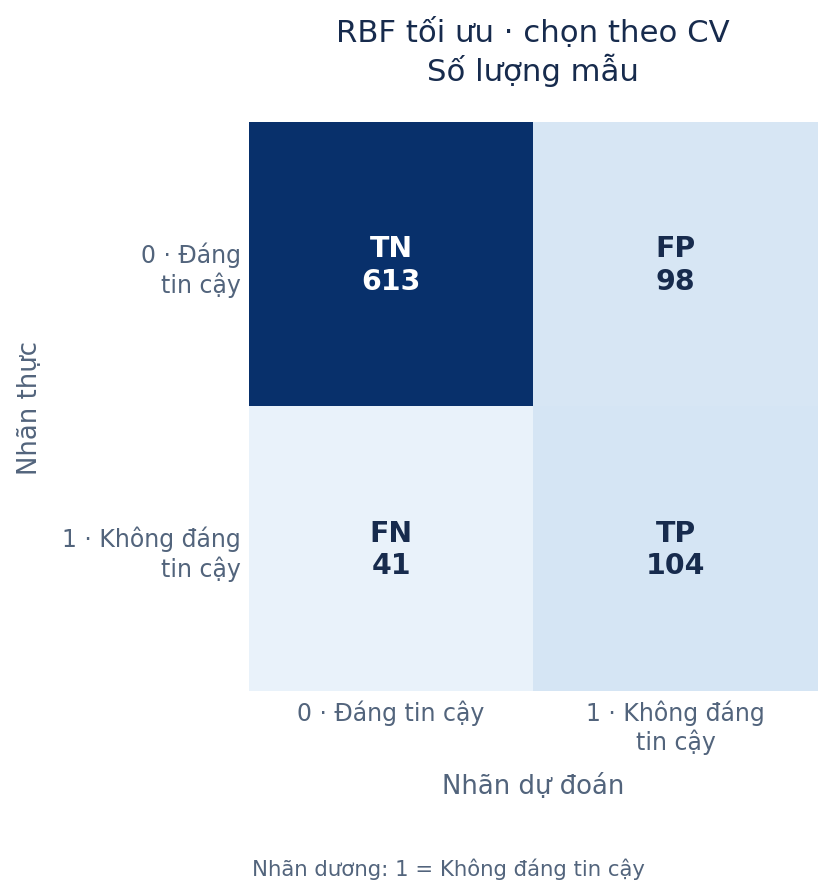 RBF tối ưu · chọn theo CV
Số lượng mẫu
TN
613
FP
98
0 · Đáng
tin cậy
Nhãn thực
1 · Không đáng
tin cậy
FN
41
TP
104
0 · Đáng tin cậy
1 · Không đáng
tin cậy
Nhãn dự đoán
Nhãn dương: 1 = Không đáng tin cậy